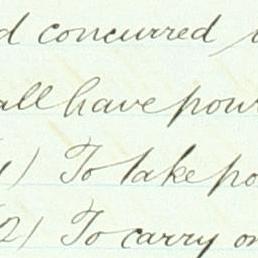 d concurred
all have pow
1) To take po
(2) To carry on